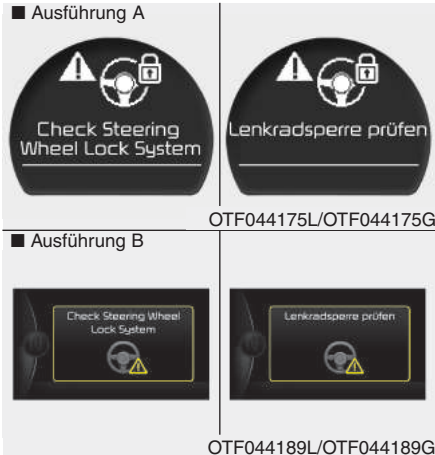 ■ Ausführung A
Check Steering
Wheel Lock System
Lenkradsperre prüfen
OTF044175L/OTF044175G
■ Ausführung B
Check Steering Wheel
Lock System
Lenkradsperre prüfen
OTF044189L/OTF044189G